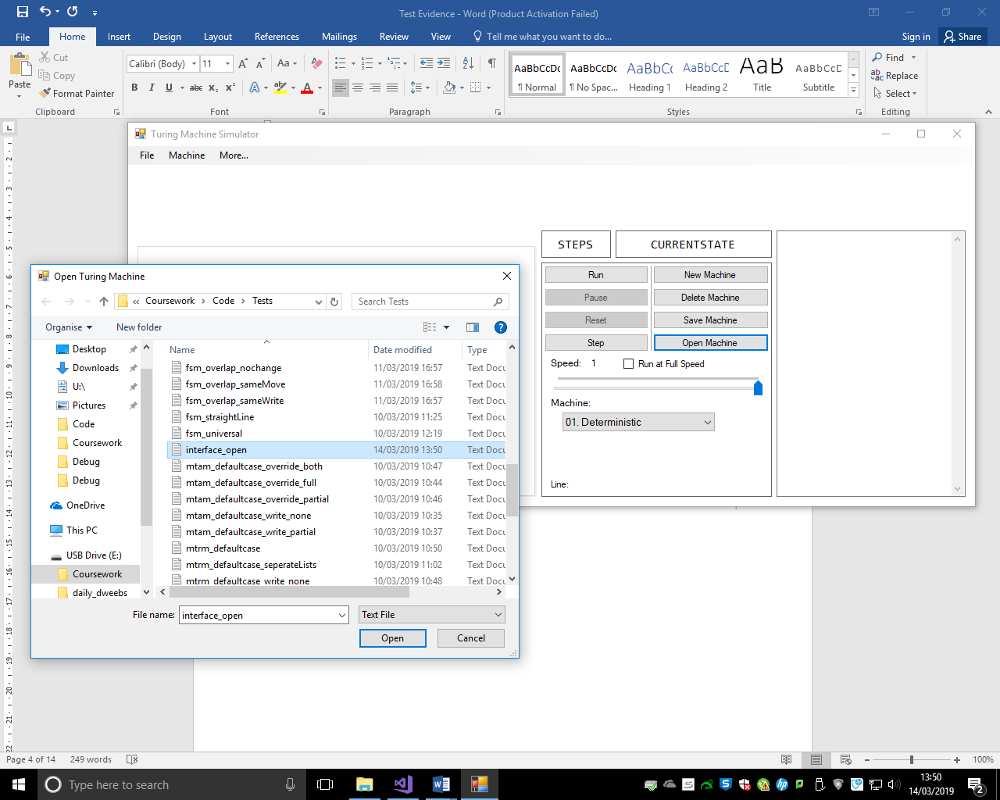 Test Evidence - Word (Product Activation Failed)
File Home Insert Design Layout References Mailings Review View Tell me what you want to do... Sign in Share
Paste
Cut
Copy
Format Painter
Clipboard
Calibri (Body) 11
Font
Paragraph
AaBbCcDc AaBbCcDc AaBbCc AaBbCcD AaB AaBbCcD
¶ Normal ¶ No Spac... Heading 1 Heading 2 Title Subtitle
Styles
Find
Replace
Select
Editing
Turing Machine Simulator
File Machine More...
STEPS CURRENTSTATE
Run New Machine
Pause Delete Machine
Reset Save Machine
Step Open Machine
Speed: 1 Run at Full Speed
Machine:
01. Deterministic
Line:
Open Turing Machine
« Coursework > Code > Tests
Search Tests
Organise New folder
Desktop
Downloads
U:\
Pictures
Code
Coursework
Debug
Debug
OneDrive
This PC
USB Drive (E:)
Coursework
daily_dweebs
Name Date modified Type
fsm_overlap_nochange 11/03/2019 16:57 Text Docu
fsm_overlap_sameMove 11/03/2019 16:58 Text Docu
fsm_overlap_sameWrite 11/03/2019 16:57 Text Docu
fsm_straightLine 10/03/2019 11:25 Text Docu
fsm_universal 10/03/2019 12:19 Text Docu
interface_open 14/03/2019 13:50 Text Docu
mtam_defaultcase_override_both 10/03/2019 10:47 Text Docu
mtam_defaultcase_override_full 10/03/2019 10:44 Text Docu
mtam_defaultcase_override_partial 10/03/2019 10:46 Text Docu
mtam_defaultcase_write_none 10/03/2019 10:35 Text Docu
mtam_defaultcase_write_partial 10/03/2019 10:37 Text Docu
mtrm_defaultcase 10/03/2019 10:50 Text Docu
mtrm_defaultcase_seperateLists 10/03/2019 11:02 Text Docu
mtrm_defaultcase_write_none 10/03/2019 10:48 Text Docu
File name: interface_open Text File
Open Cancel
Page 4 of 14 249 words 100%
Type here to search
13:50
14/03/2019
2